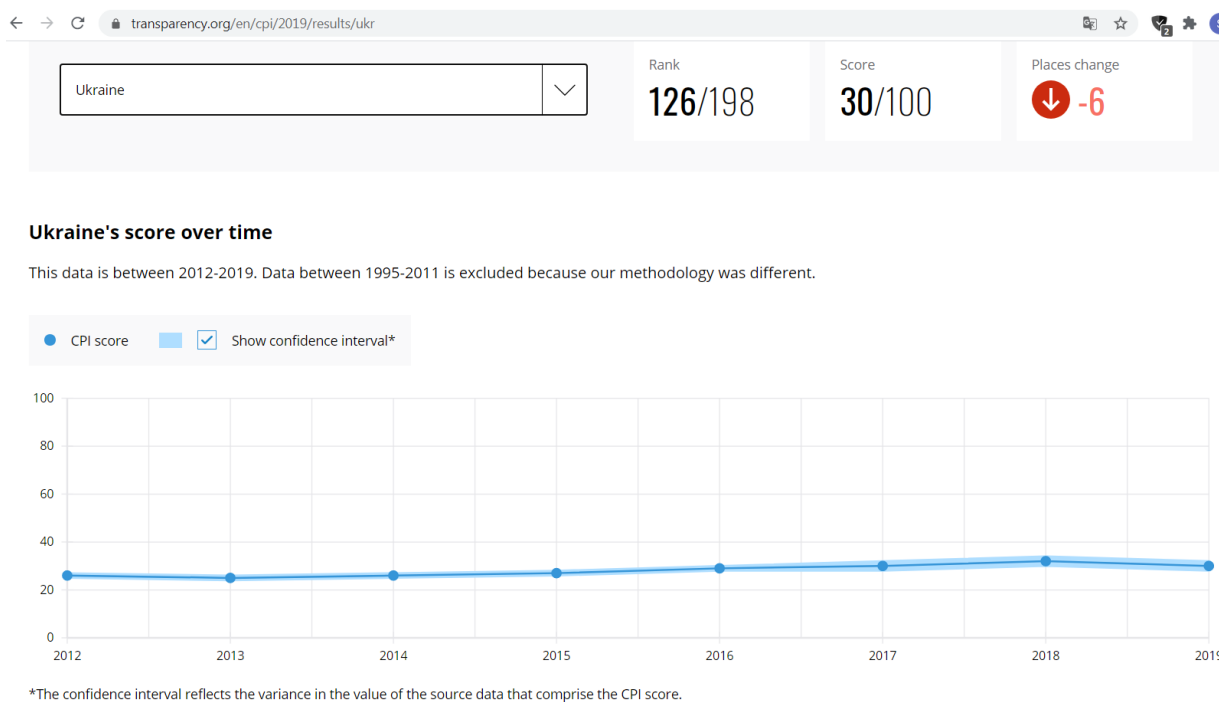 transparency.org/en/cpi/2019/results/ukr
2
Ukraine
Rank
126/198
Score
30/100
Places change
-6
Ukraine's score over time
This data is between 2012-2019. Data between 1995-2011 is excluded because our methodology was different.
CPI score
Show confidence interval*
100
80
60
40
20
0
2012 2013 2014 2015 2016 2017 2018 2019
*The confidence interval reflects the variance in the value of the source data that comprise the CPI score.